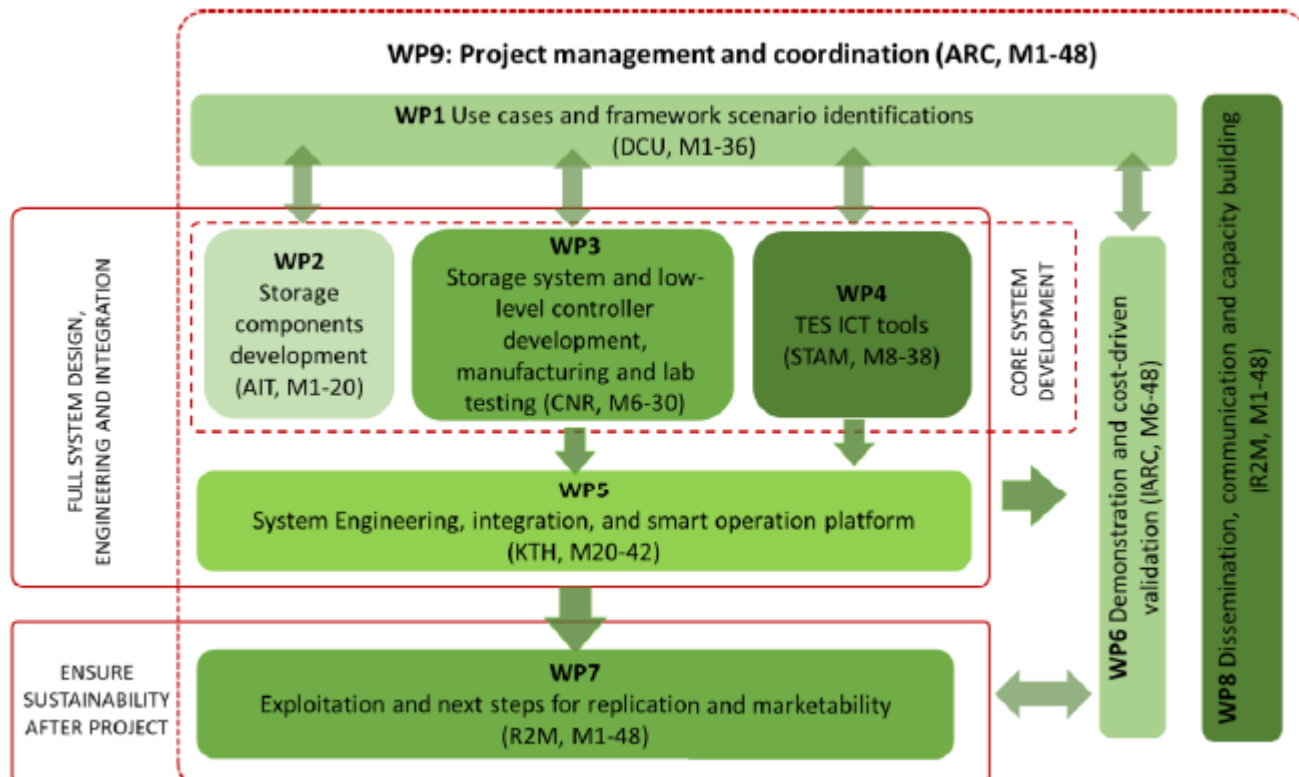 WP9: Project management and coordination (ARC, M1-48)
WP1 Use cases and framework scenario identifications
(DCU, M1-36)
FULL SYSTEM DESIGN,
ENGINEERING AND INTEGRATION
WP2
Storage
components
development
(AIT, M1-20)
WP3
Storage system and low-
level controller
development,
manufacturing and lab
testing (CNR, M6-30)
WP4
TES ICT tools
(STAM, M8-38)
CORE SYSTEM
DEVELOPMENT
WP5
System Engineering, integration, and smart operation platform
(KTH, M20-42)
WP6 Demonstration and cost-driven
validation (IARC, M6-48)
WP8 Dissemination, communication and capacity building
(R2M, M1-48)
ENSURE
SUSTAINABILITY
AFTER PROJECT
WP7
Exploitation and next steps for replication and marketability
(R2M, M1-48)